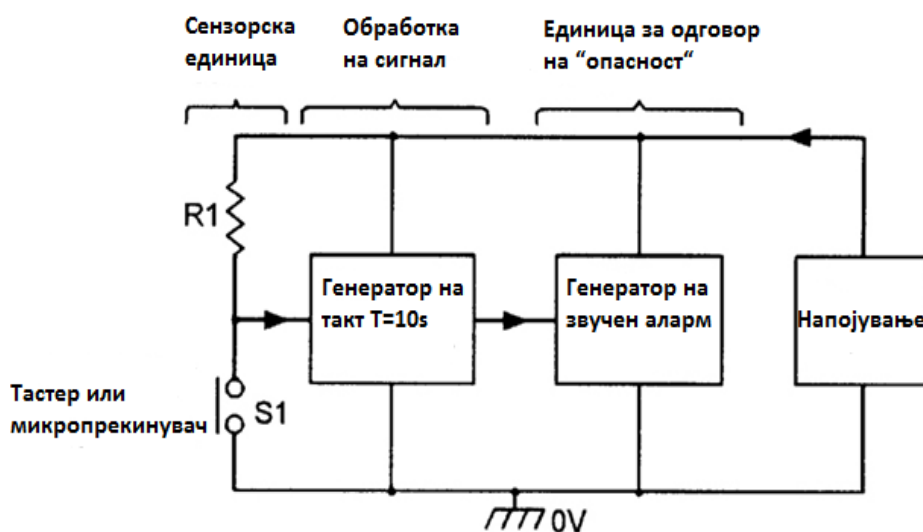 Сензорска
единица
Обработка
на сигнал
Единица за одговор
на “опасност“
R1
Генератор на
такт T=10s
Генератор на
звучен аларм
Напојување
Тастер или
микропрекинувач
S1
0V